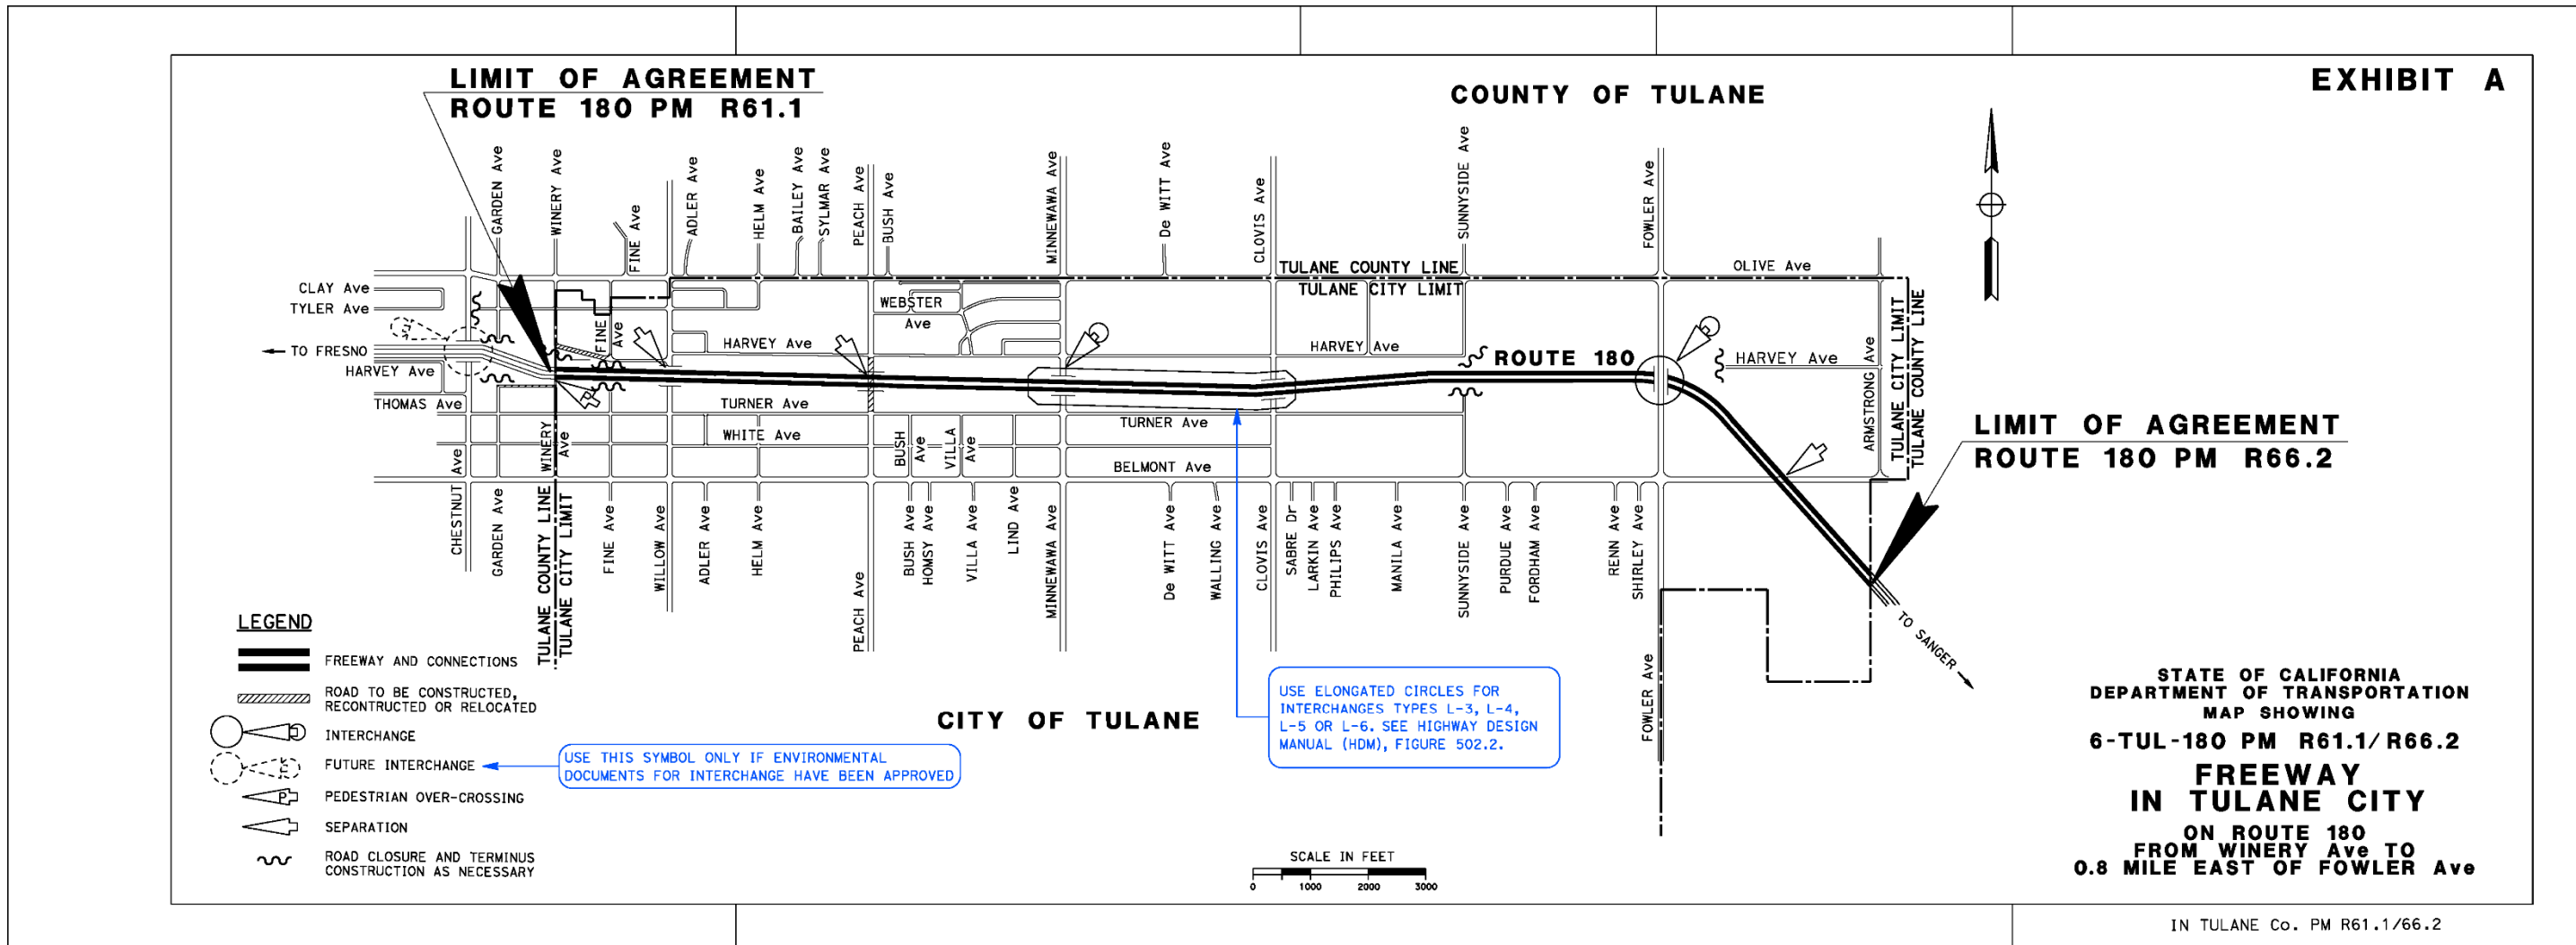 EXHIBIT A
LIMIT OF AGREEMENT
ROUTE 180 PM R61.1
COUNTY OF TULANE
GARDEN Ave
WINERY Ave
FINE Ave
ADLER Ave
HELM Ave
BAILEY Ave
SYLMAR Ave
PEACH Ave
BUSH Ave
MINNEWAWA Ave
De WITT Ave
CLOVIS Ave
SUNNYSIDE Ave
FOWLER Ave
TULANE COUNTY LINE
TULANE CITY LIMIT
OLIVE Ave
CLAY Ave
TYLER Ave
WEBSTER
Ave
TO FRESNO
HARVEY Ave
FINE
Ave
HARVEY Ave
HARVEY Ave
ROUTE 180
HARVEY Ave
ARMSTRONG Ave
TULANE CITY LIMIT
TULANE COUNTY LINE
THOMAS Ave
P
TURNER Ave
TURNER Ave
WHITE Ave
BELMONT Ave
WINERY
Ave
BUSH
Ave
VILLA
Ave
LIMIT OF AGREEMENT
ROUTE 180 PM R66.2
CHESTNUT Ave
GARDEN Ave
TULANE COUNTY LINE
TULANE CITY LIMIT
FINE Ave
WILLOW Ave
ADLER Ave
HELM Ave
PEACH Ave
BUSH Ave
HOMSY Ave
VILLA Ave
LIND Ave
MINNEWAWA Ave
De WITT Ave
WALLING Ave
CLOVIS Ave
SABRE Dr
LARKIN Ave
PHILIPS Ave
MANILA Ave
SUNNYSIDE Ave
PURDUE Ave
FORDHAM Ave
RENN Ave
SHIRLEY Ave
FOWLER Ave
TO SANGER
LEGEND
FREEWAY AND CONNECTIONS
ROAD TO BE CONSTRUCTED,
RECONSTRUCTED OR RELOCATED
INTERCHANGE
FUTURE INTERCHANGE
P
PEDESTRIAN OVER-CROSSING
SEPARATION
ROAD CLOSURE AND TERMINUS
CONSTRUCTION AS NECESSARY
USE THIS SYMBOL ONLY IF ENVIRONMENTAL
DOCUMENTS FOR INTERCHANGE HAVE BEEN APPROVED
CITY OF TULANE
USE ELONGATED CIRCLES FOR
INTERCHANGES TYPES L-3, L-4,
L-5 OR L-6. SEE HIGHWAY DESIGN
MANUAL (HDM), FIGURE 502.2.
SCALE IN FEET
0 1000 2000 3000
STATE OF CALIFORNIA
DEPARTMENT OF TRANSPORTATION
MAP SHOWING
6-TUL-180 PM R61.1/R66.2
FREEWAY
IN TULANE CITY
ON ROUTE 180
FROM WINERY Ave TO
0.8 MILE EAST OF FOWLER Ave
IN TULANE Co. PM R61.1/66.2